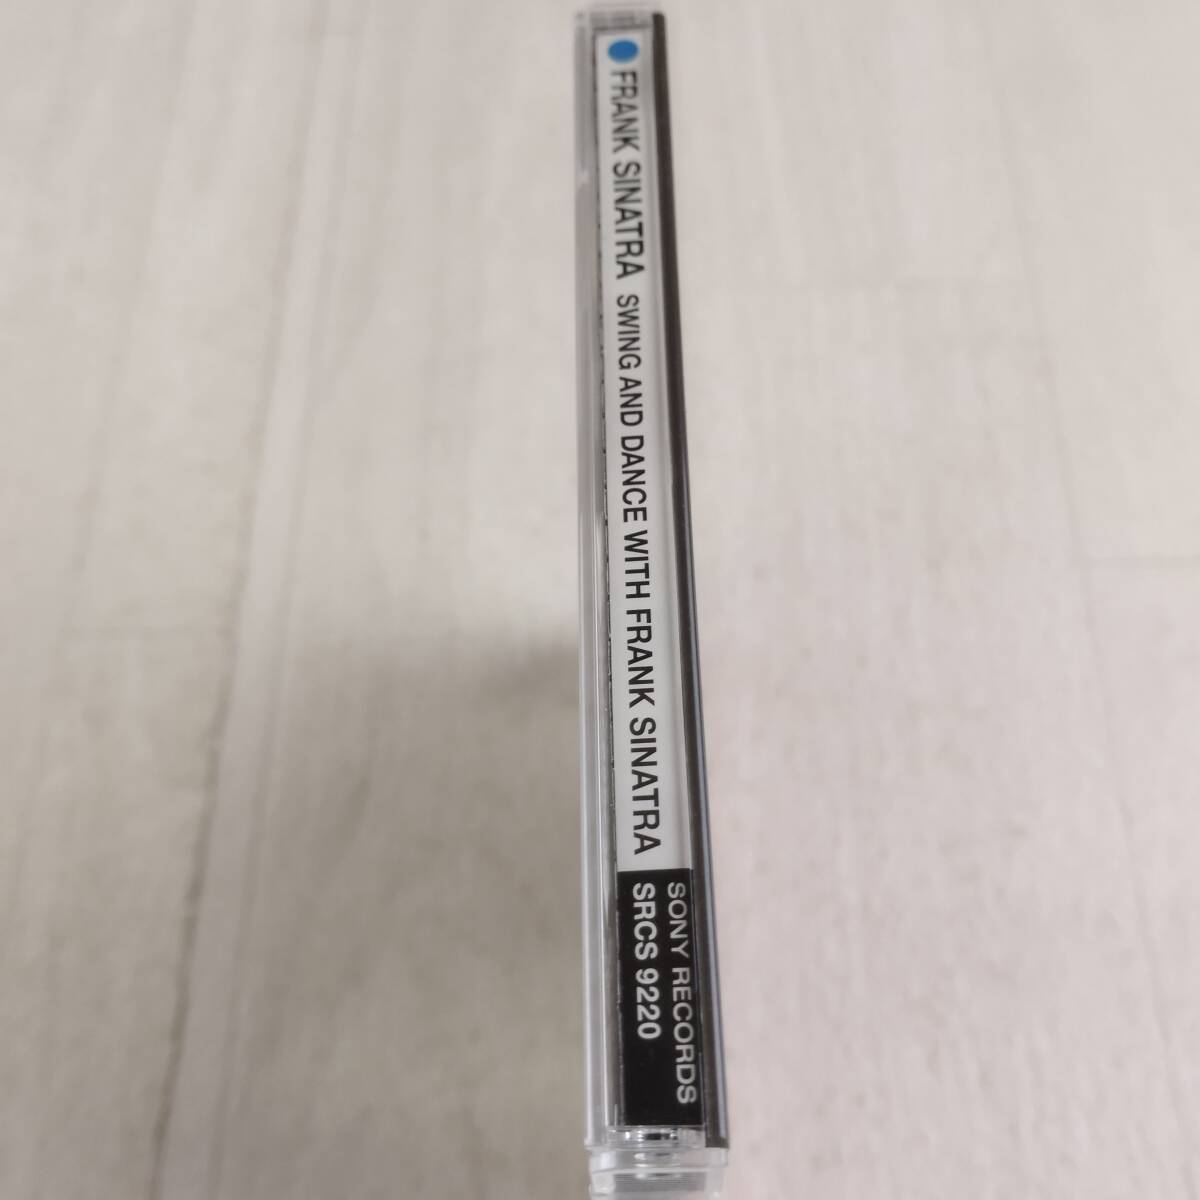 FRANK SINATRA SWING AND DANCE WITH FRANK SINATRA
SONY RECORDS
SRCS 9220